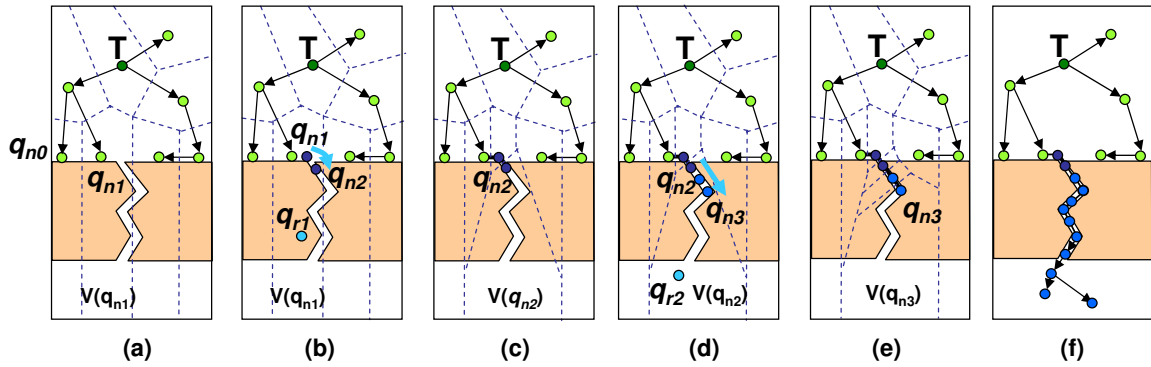 T
q_n0
q_n1
V(q_n1)
(a)
T
q_n1
q_n2
q_r1
V(q_n1)
(b)
T
q_n2
V(q_n2)
(c)
T
q_n2
q_n3
q_r2
V(q_n2)
(d)
T
q_n3
V(q_n3)
(e)
T
(f)